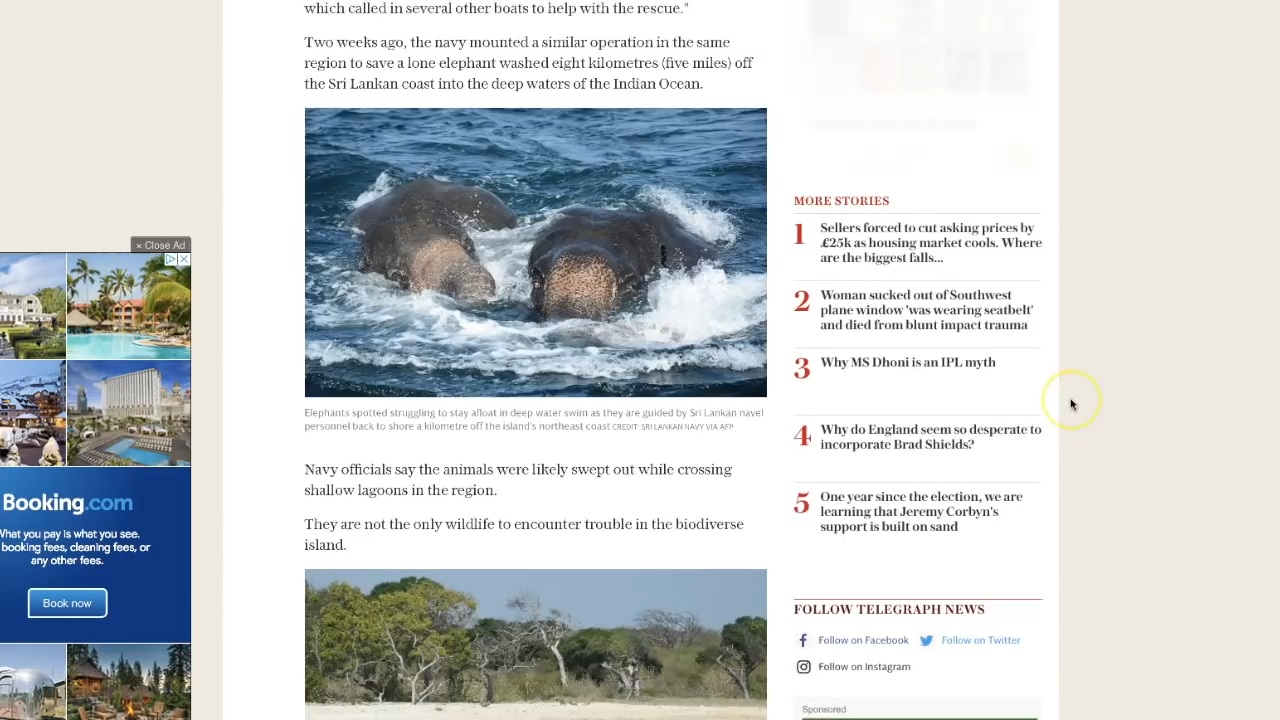 which called in several other boats to help with the rescue."
Two weeks ago, the navy mounted a similar operation in the same
region to save a lone elephant washed eight kilometres (five miles) off
the Sri Lankan coast into the deep waters of the Indian Ocean.
Elephants spotted struggling to stay afloat in deep water swim as they are guided by Sri Lankan navel
personnel back to shore a kilometre off the island's northeast coast CREDIT: SRI LANKAN NAVY VIA AFP
Navy officials say the animals were likely swept out while crossing
shallow lagoons in the region.
They are not the only wildlife to encounter trouble in the biodiverse
island.
× Close Ad
Booking.com
What you pay is what you see.
booking fees, cleaning fees, or
any other fees.
Book now
MORE STORIES
1 Sellers forced to cut asking prices by
£25k as housing market cools. Where
are the biggest falls...
2 Woman sucked out of Southwest
plane window 'was wearing seatbelt'
and died from blunt impact trauma
3 Why MS Dhoni is an IPL myth
4 Why do England seem so desperate to
incorporate Brad Shields?
5 One year since the election, we are
learning that Jeremy Corbyn's
support is built on sand
FOLLOW TELEGRAPH NEWS
Follow on Facebook Follow on Twitter
Follow on Instagram
Sponsored